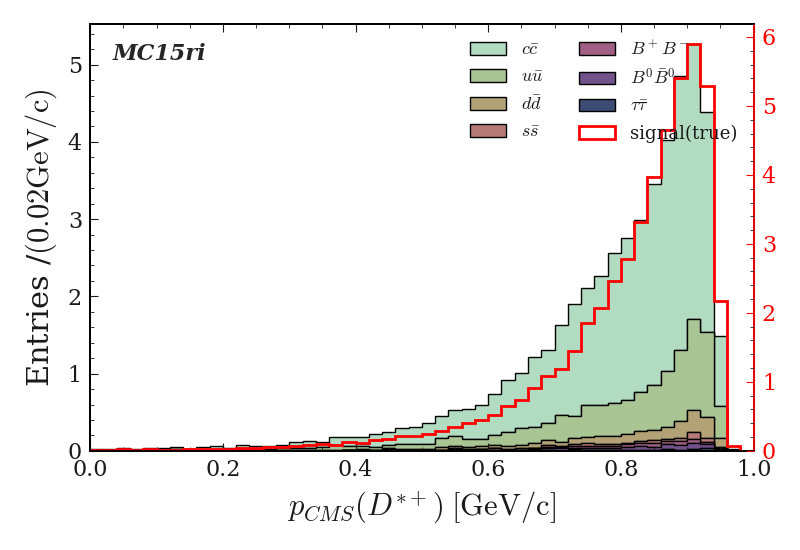 MC15ri
cc̄
uū
dd̄
ss̄
B⁺B⁻
B⁰B̄⁰
ττ̄
signal(true)
Entries /(0.02GeV/c)
5
4
3
2
1
0
6
5
4
3
2
1
0
0.0 0.2 0.4 0.6 0.8 1.0
p_{CMS}(D*⁺) [GeV/c]